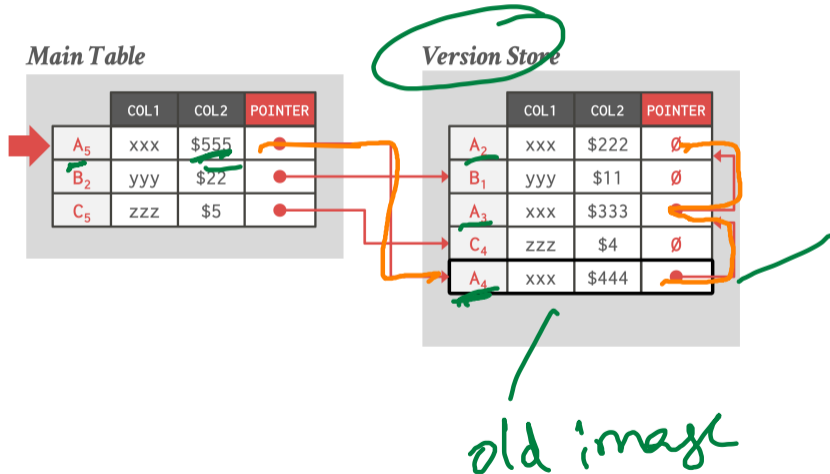 Main Table
COL1 COL2 POINTER
A5 xxx $555
B2 yyy $22
C5 zzz $5
Version Store
COL1 COL2 POINTER
A2 xxx $222 Ø
B1 yyy $11 Ø
A3 xxx $333
C4 zzz $4 Ø
A4 xxx $444
old image